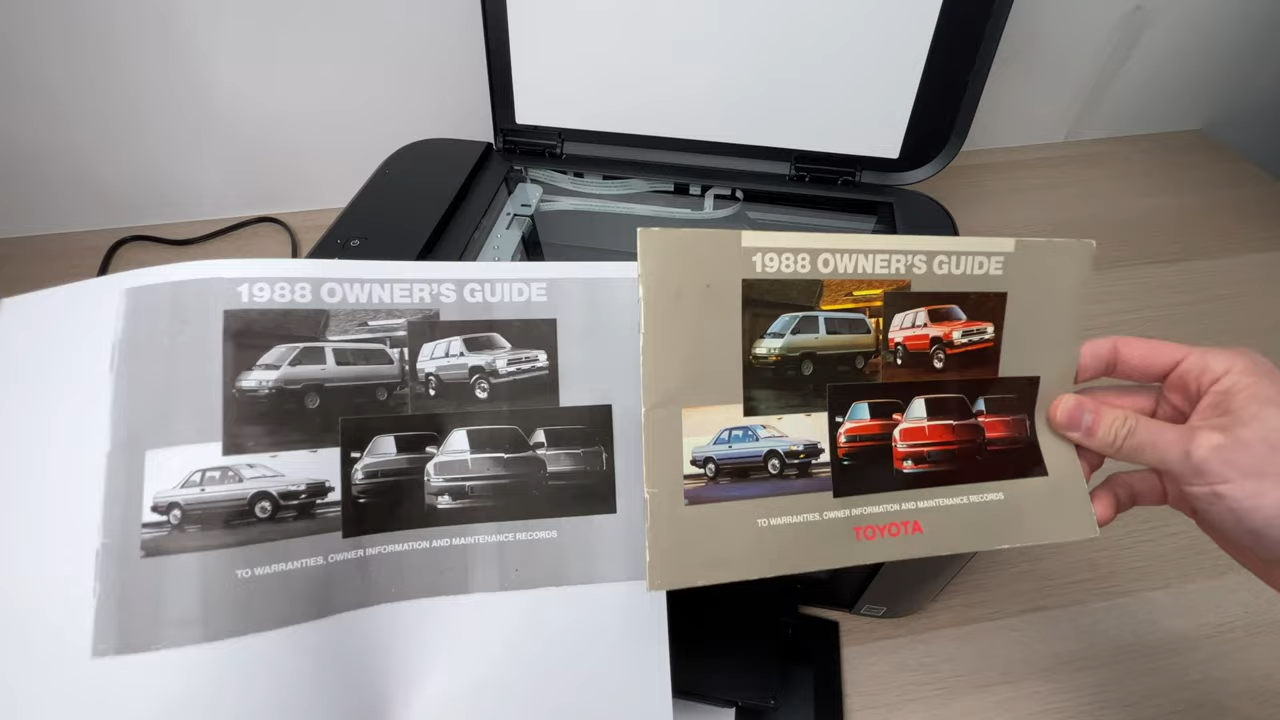 1988 OWNER'S GUIDE
TO WARRANTIES, OWNER INFORMATION AND MAINTENANCE RECORDS
1988 OWNER'S GUIDE
TO WARRANTIES, OWNER INFORMATION AND MAINTENANCE RECORDS
TOYOTA